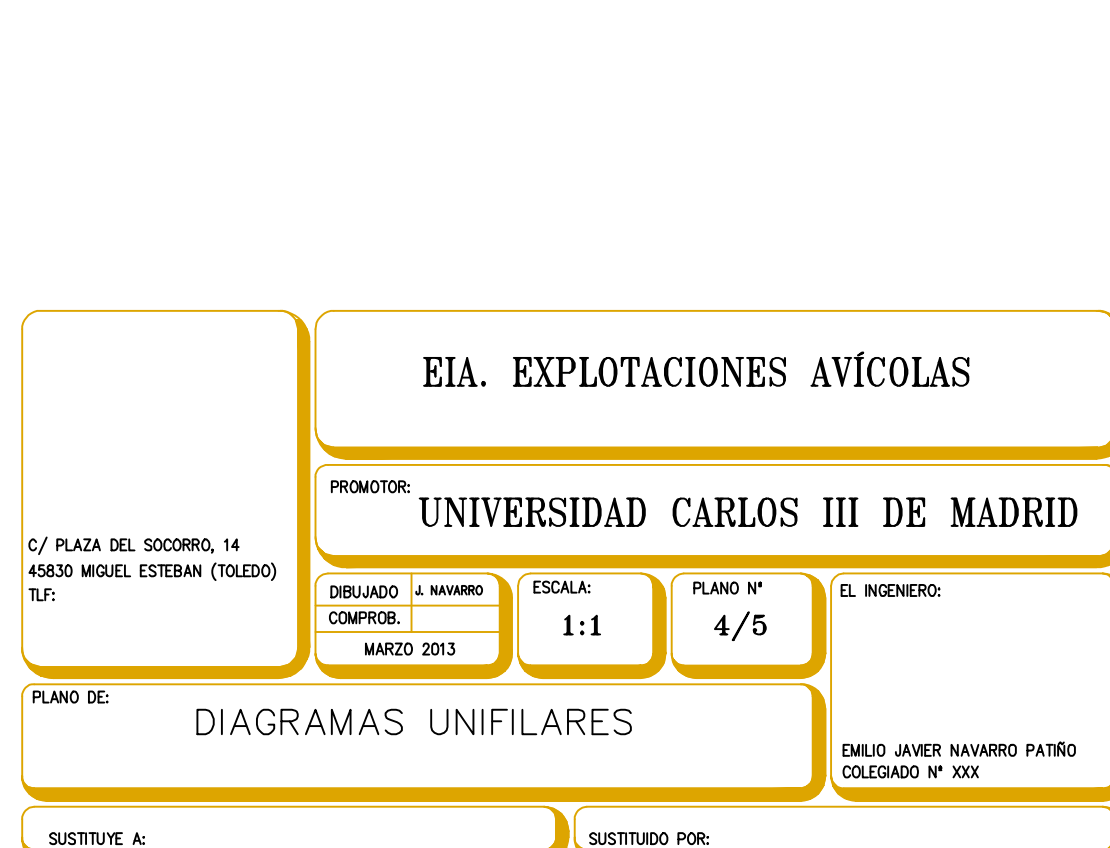 EIA. EXPLOTACIONES AVÍCOLAS
PROMOTOR:
UNIVERSIDAD CARLOS III DE MADRID
C/ PLAZA DEL SOCORRO, 14
45830 MIGUEL ESTEBAN (TOLEDO)
TLF:
DIBUJADO J. NAVARRO
COMPROB.
MARZO 2013
ESCALA:
1:1
PLANO Nº
4/5
EL INGENIERO:
EMILIO JAVIER NAVARRO PATIÑO
COLEGIADO Nº XXX
PLANO DE:
DIAGRAMAS UNIFILARES
SUSTITUYE A:
SUSTITUIDO POR: